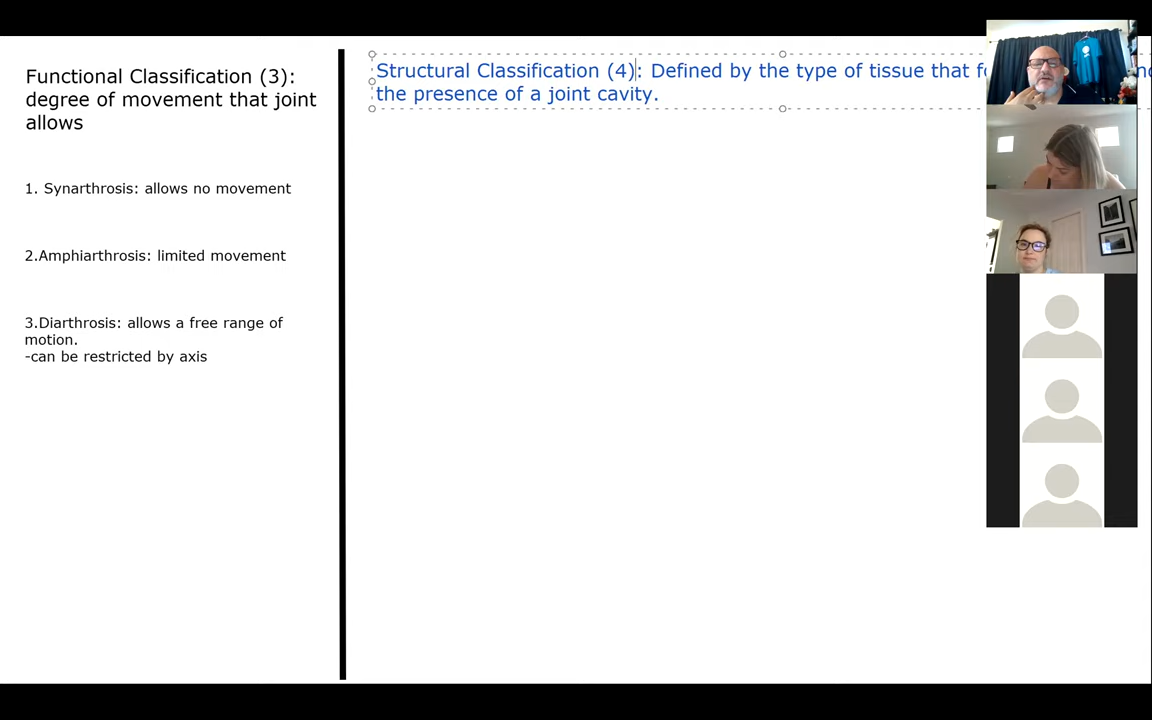 Functional Classification (3):
degree of movement that joint
allows
1. Synarthrosis: allows no movement
2.Amphiarthrosis: limited movement
3.Diarthrosis: allows a free range of
motion.
-can be restricted by axis
Structural Classification (4): Defined by the type of tissue that
the presence of a joint cavity.